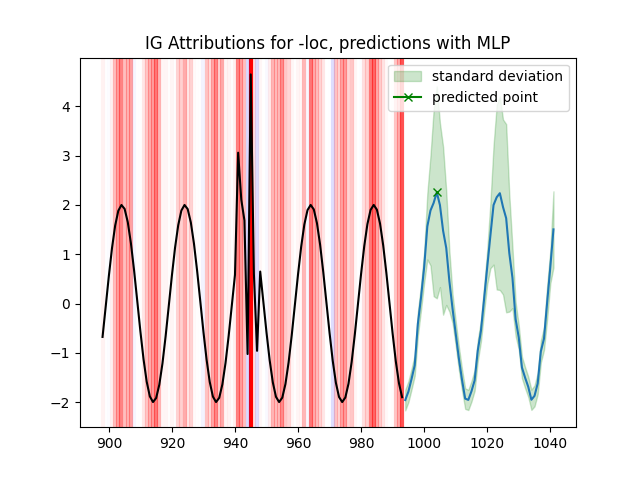 IG Attributions for -loc, predictions with MLP
standard deviation
predicted point
4
3
2
1
0
−1
−2
900 920 940 960 980 1000 1020 1040